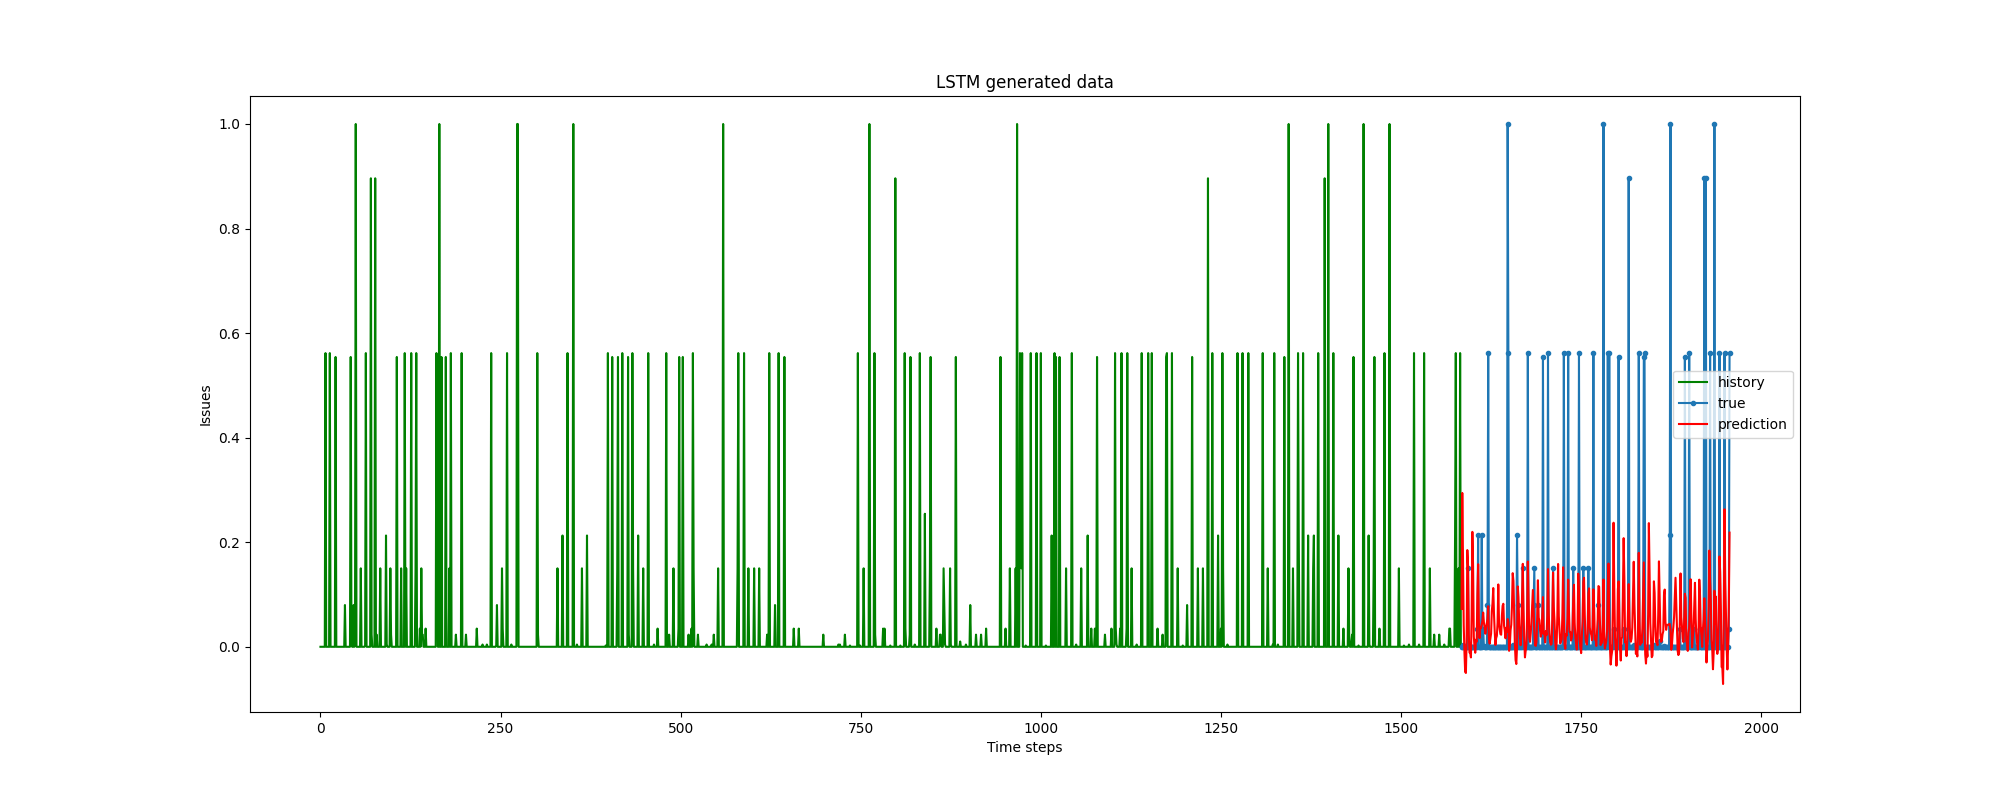 LSTM generated data
1.0
0.8
0.6
0.4
0.2
0.0
Issues
history
true
prediction
0 250 500 750 1000 1250 1500 1750 2000
Time steps